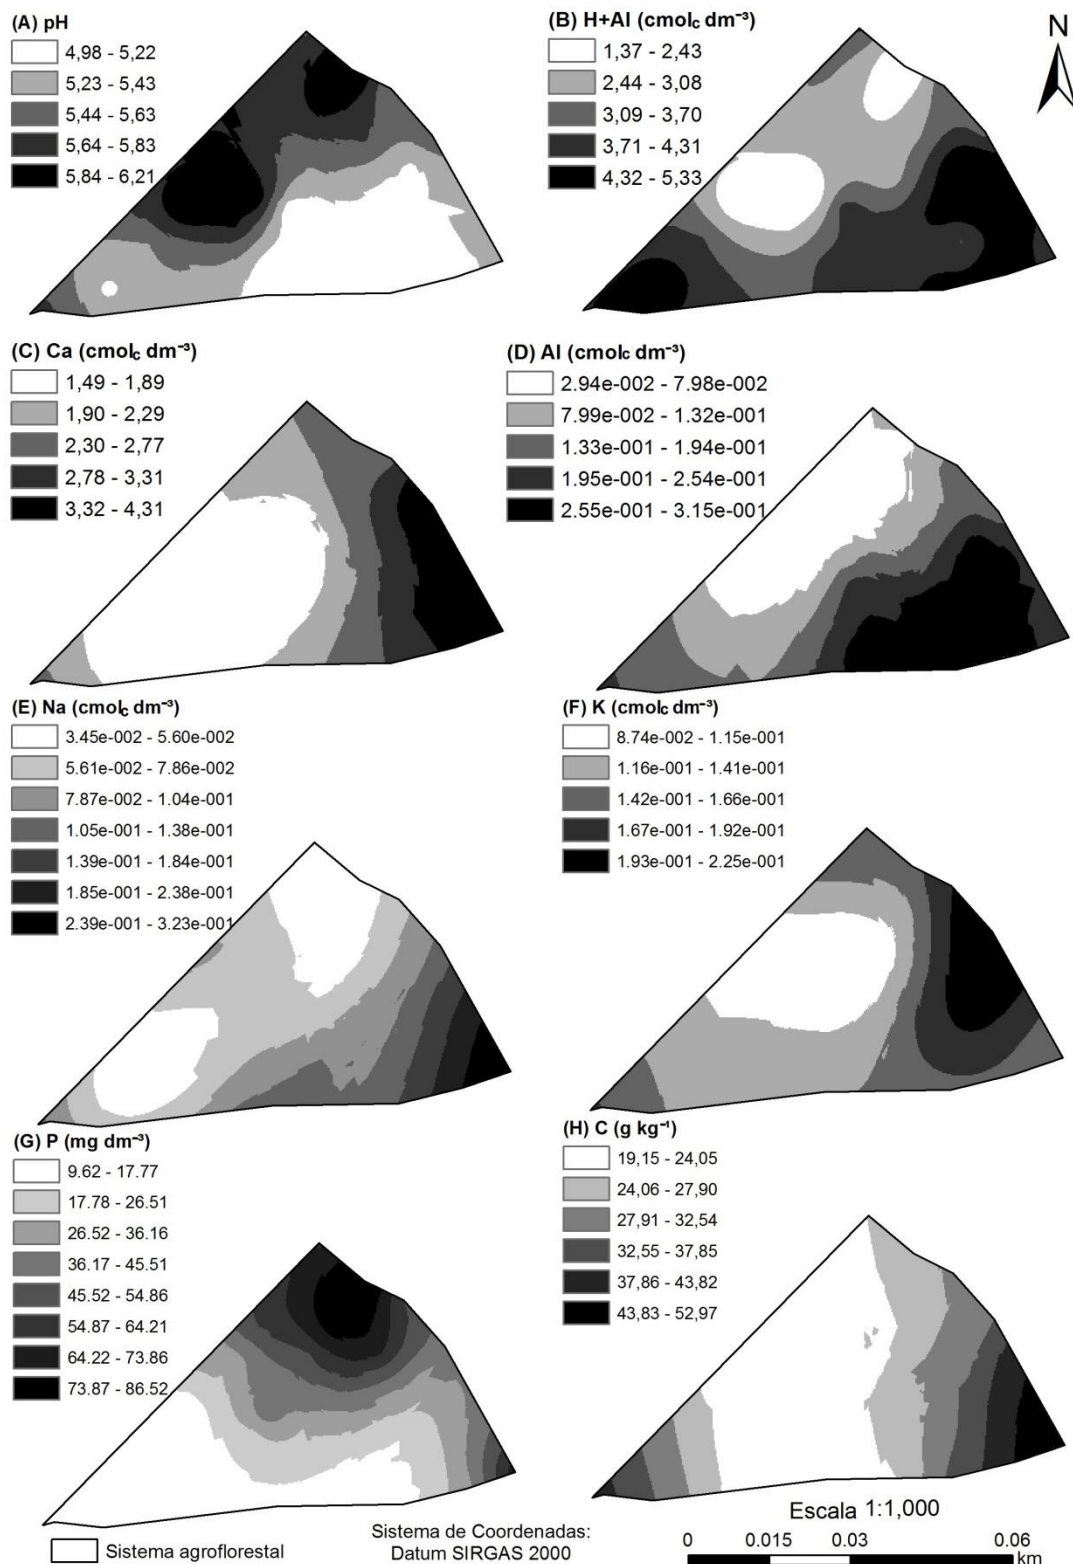 (A) pH
4,98 - 5,22
5,23 - 5,43
5,44 - 5,63
5,64 - 5,83
5,84 - 6,21
(B) H+Al (cmolc dm⁻³)
1,37 - 2,43
2,44 - 3,08
3,09 - 3,70
3,71 - 4,31
4,32 - 5,33
N
(C) Ca (cmolc dm⁻³)
1,49 - 1,89
1,90 - 2,29
2,30 - 2,77
2,78 - 3,31
3,32 - 4,31
(D) Al (cmolc dm⁻³)
2.94e-002 - 7.98e-002
7.99e-002 - 1.32e-001
1.33e-001 - 1.94e-001
1.95e-001 - 2.54e-001
2.55e-001 - 3.15e-001
(E) Na (cmolc dm⁻³)
3.45e-002 - 5.60e-002
5.61e-002 - 7.86e-002
7.87e-002 - 1.04e-001
1.05e-001 - 1.38e-001
1.39e-001 - 1.84e-001
1.85e-001 - 2.38e-001
2.39e-001 - 3.23e-001
(F) K (cmolc dm⁻³)
8.74e-002 - 1.15e-001
1.16e-001 - 1.41e-001
1.42e-001 - 1.66e-001
1.67e-001 - 1.92e-001
1.93e-001 - 2.25e-001
(G) P (mg dm⁻³)
9.62 - 17.77
17.78 - 26.51
26.52 - 36.16
36.17 - 45.51
45.52 - 54.86
54.87 - 64.21
64.22 - 73.86
73.87 - 86.52
(H) C (g kg⁻¹)
19,15 - 24,05
24,06 - 27,90
27,91 - 32,54
32,55 - 37,85
37,86 - 43,82
43,83 - 52,97
Sistema agroflorestal
Sistema de Coordenadas:
Datum SIRGAS 2000
Escala 1:1,000
0 0.015 0.03 0.06
km